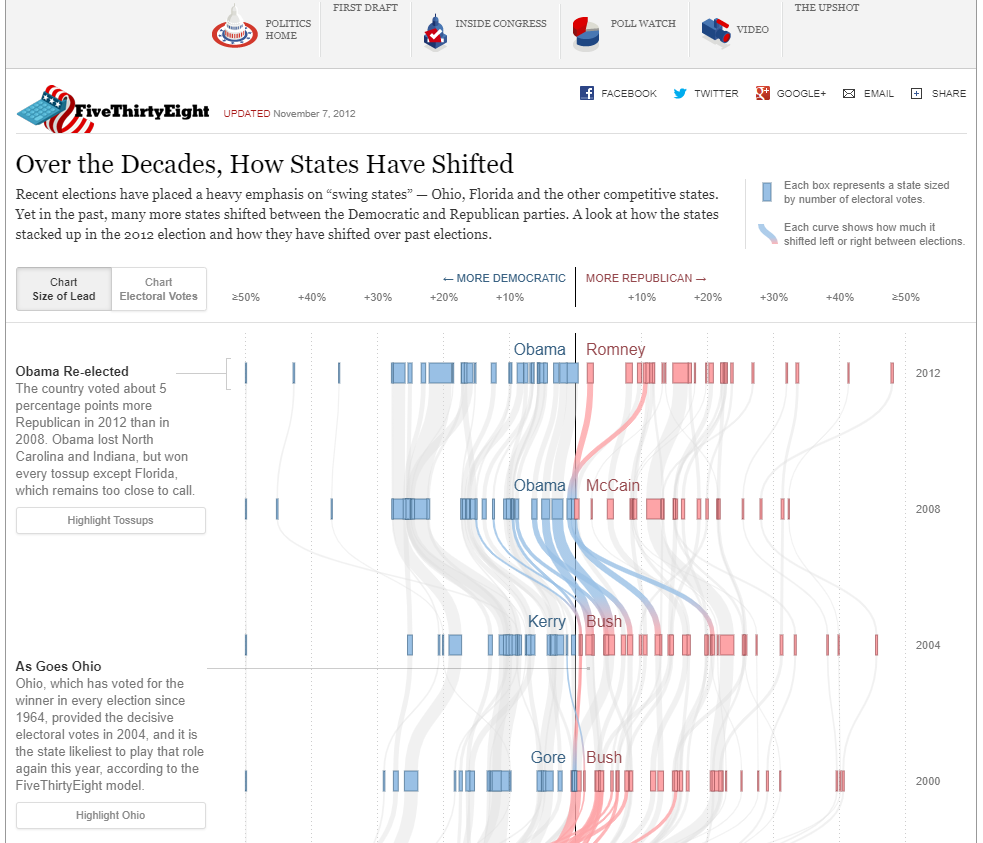 FIRST DRAFT
THE UPSHOT
POLITICS
HOME
INSIDE CONGRESS
POLL WATCH
VIDEO
FiveThirtyEight
UPDATED November 7, 2012
FACEBOOK
TWITTER
GOOGLE+
EMAIL
SHARE
Over the Decades, How States Have Shifted
Recent elections have placed a heavy emphasis on “swing states” — Ohio, Florida and the other competitive states.
Yet in the past, many more states shifted between the Democratic and Republican parties. A look at how the states
stacked up in the 2012 election and how they have shifted over past elections.
Each box represents a state sized
by number of electoral votes.
Each curve shows how much it
shifted left or right between elections.
Chart
Size of Lead
Chart
Electoral Votes
← MORE DEMOCRATIC
MORE REPUBLICAN →
≥50% +40% +30% +20% +10% +10% +20% +30% +40% ≥50%
Obama Romney
2012
Obama Re-elected
The country voted about 5
percentage points more
Republican in 2012 than in
2008. Obama lost North
Carolina and Indiana, but won
every tossup except Florida,
which remains too close to call.
Highlight Tossups
Obama McCain
2008
Kerry Bush
2004
As Goes Ohio
Ohio, which has voted for the
winner in every election since
1964, provided the decisive
electoral votes in 2004, and it is
the state likeliest to play that role
again this year, according to the
FiveThirtyEight model.
Highlight Ohio
Gore Bush
2000